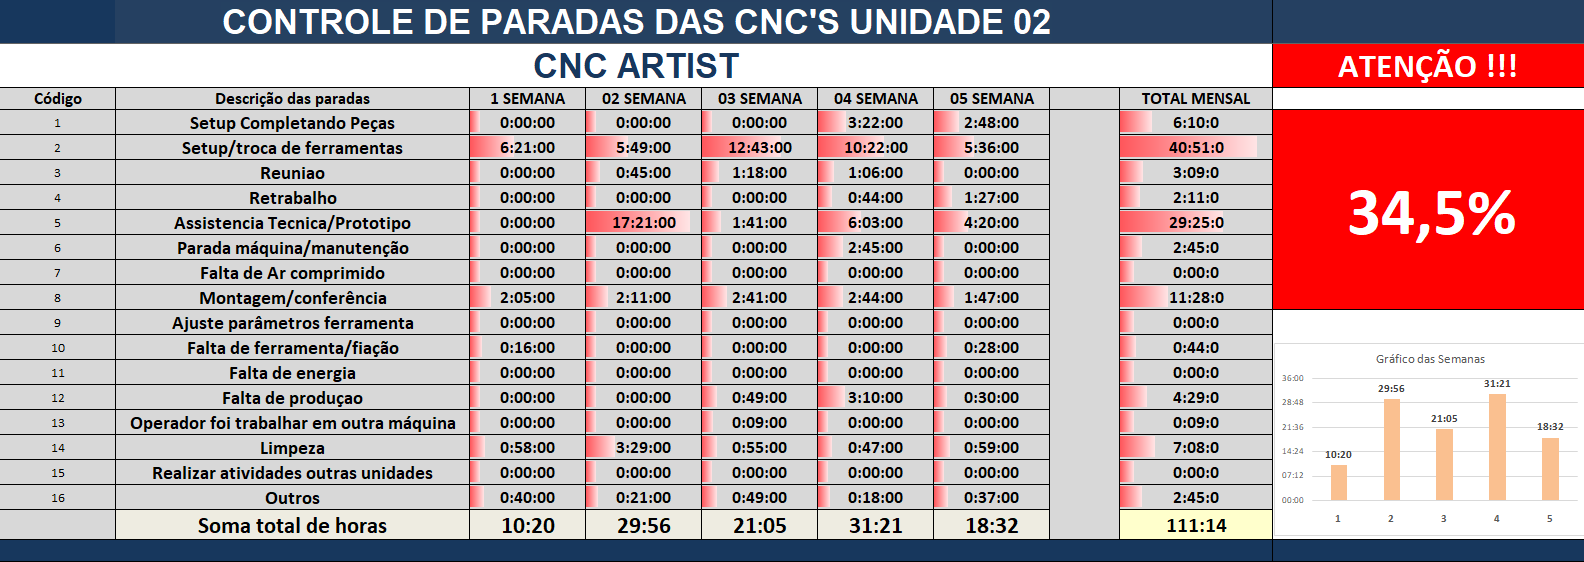 CONTROLE DE PARADAS DAS CNC'S UNIDADE 02
CNC ARTIST
ATENÇÃO !!!
Código Descrição das paradas 1 SEMANA 02 SEMANA 03 SEMANA 04 SEMANA 05 SEMANA TOTAL MENSAL
1 Setup Completando Peças 0:00:00 0:00:00 0:00:00 3:22:00 2:48:00 6:10:0
2 Setup/troca de ferramentas 6:21:00 5:49:00 12:43:00 10:22:00 5:36:00 40:51:0
3 Reuniao 0:00:00 0:45:00 1:18:00 1:06:00 0:00:00 3:09:0
4 Retrabalho 0:00:00 0:00:00 0:00:00 0:44:00 1:27:00 2:11:0
5 Assistencia Tecnica/Prototipo 0:00:00 17:21:00 1:41:00 6:03:00 4:20:00 29:25:0
6 Parada máquina/manutenção 0:00:00 0:00:00 0:00:00 2:45:00 0:00:00 2:45:0
7 Falta de Ar comprimido 0:00:00 0:00:00 0:00:00 0:00:00 0:00:00 0:00:0
8 Montagem/conferência 2:05:00 2:11:00 2:41:00 2:44:00 1:47:00 11:28:0
9 Ajuste parâmetros ferramenta 0:00:00 0:00:00 0:00:00 0:00:00 0:00:00 0:00:0
10 Falta de ferramenta/fiação 0:16:00 0:00:00 0:00:00 0:00:00 0:28:00 0:44:0
11 Falta de energia 0:00:00 0:00:00 0:00:00 0:00:00 0:00:00 0:00:0
12 Falta de produçao 0:00:00 0:00:00 0:49:00 3:10:00 0:30:00 4:29:0
13 Operador foi trabalhar em outra máquina 0:00:00 0:00:00 0:09:00 0:00:00 0:00:00 0:09:0
14 Limpeza 0:58:00 3:29:00 0:55:00 0:47:00 0:59:00 7:08:0
15 Realizar atividades outras unidades 0:00:00 0:00:00 0:00:00 0:00:00 0:00:00 0:00:0
16 Outros 0:40:00 0:21:00 0:49:00 0:18:00 0:37:00 2:45:0
Soma total de horas 10:20 29:56 21:05 31:21 18:32 111:14
34,5%
Gráfico das Semanas
36:00
28:48
21:36
14:24
07:12
00:00
10:20 29:56 21:05 31:21 18:32
1 2 3 4 5